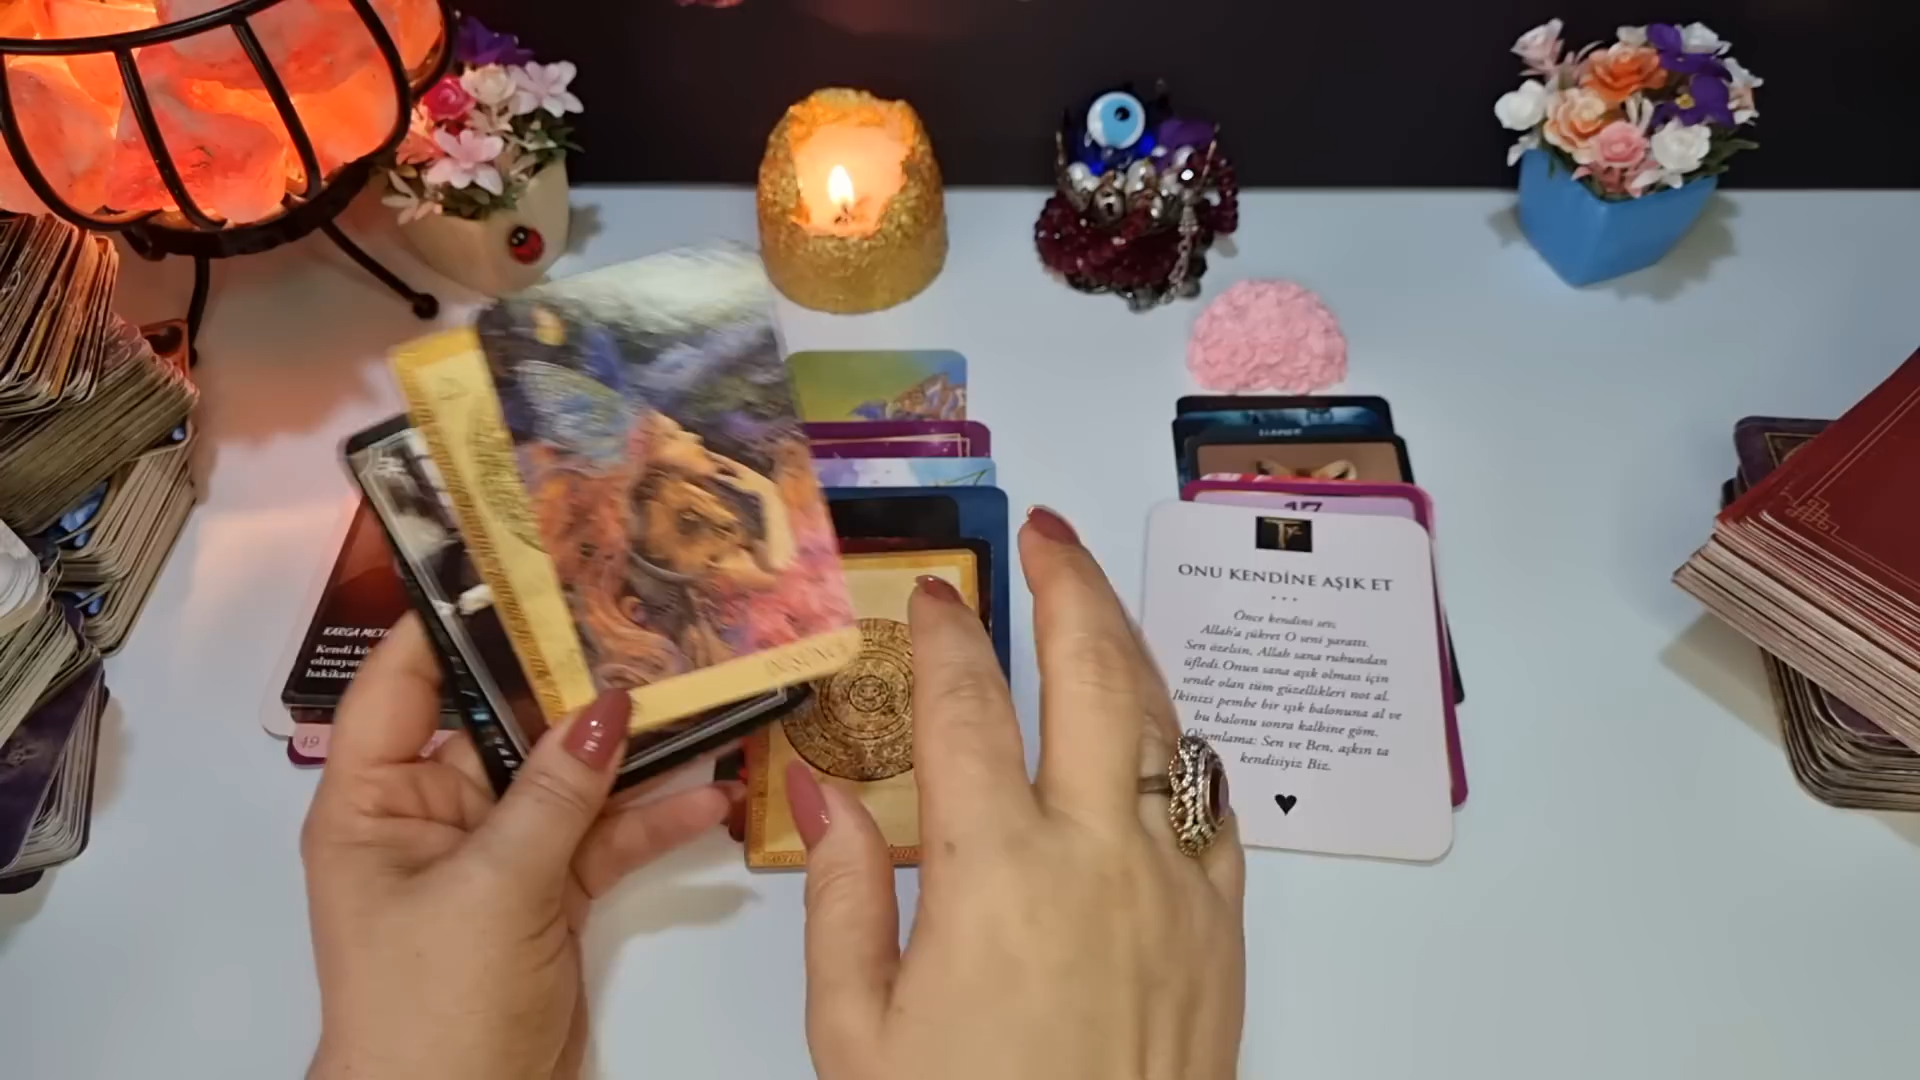 17
ONU KENDİNE AŞIK ET
Önce kendini sev.
Allah'a şükret O seni yarattı.
Sen özelsin, Allah sana ruhundan
üfledi.Onun sana aşık olması için
sende olan tüm güzellikleri not al.
İkinizi pembe bir ışık balonuna al ve
bu balonu sonra kalbine göm.
Olumlama: Sen ve Ben, aşkın ta
kendisiyiz Biz.
KARGA
Kendi
olmayan
49